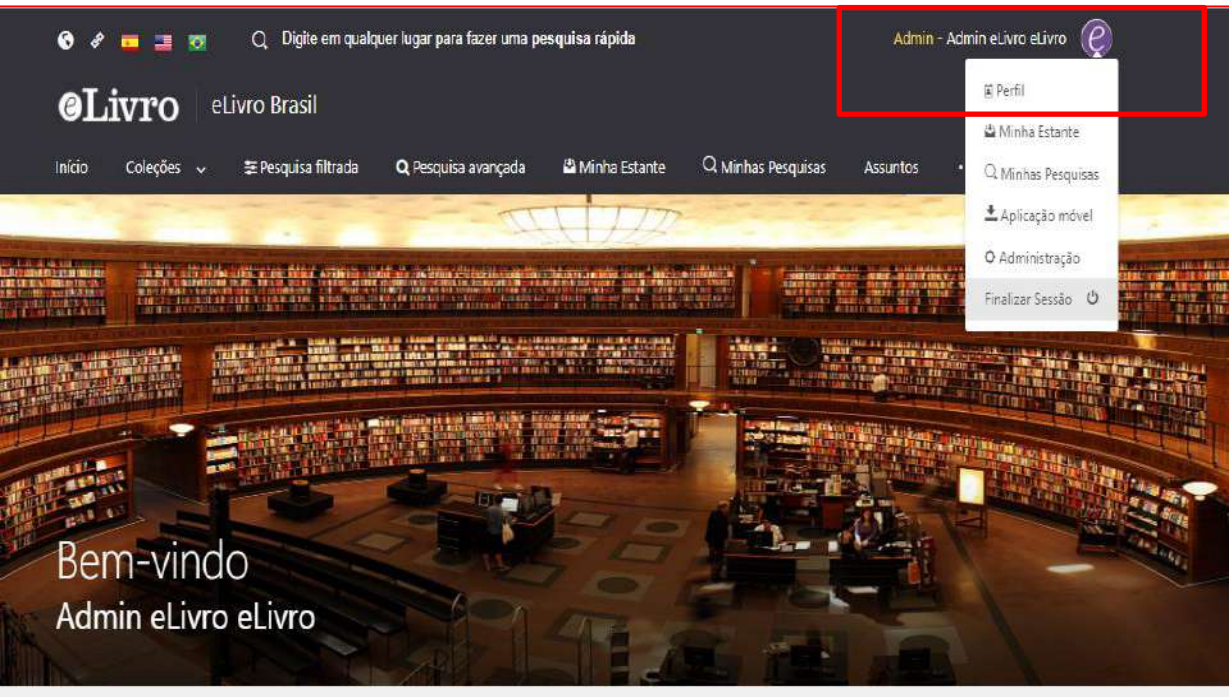 Digite em qualquer lugar para fazer uma pesquisa rápida
Admin - Admin eLivro eLivro
eLivro
eLivro Brasil
Início
Coleções
Pesquisa filtrada
Pesquisa avançada
Minha Estante
Minhas Pesquisas
Assuntos
Perfil
Minha Estante
Minhas Pesquisas
Aplicação móvel
Administração
Finalizar Sessão
Bem-vindo
Admin eLivro eLivro